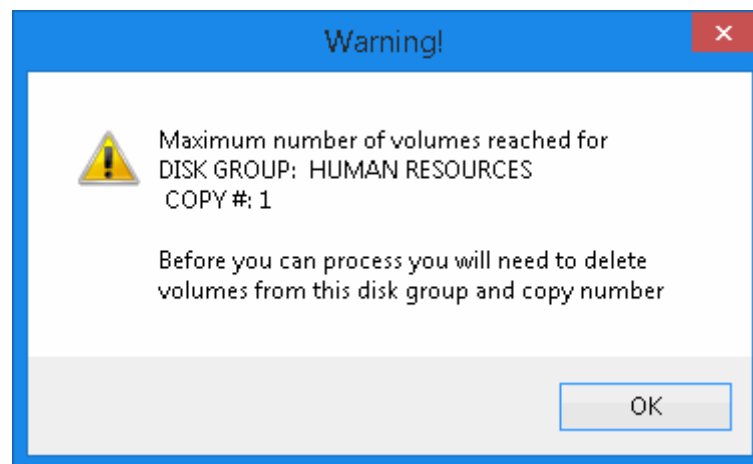 Warning!
Maximum number of volumes reached for
DISK GROUP:  HUMAN RESOURCES
COPY #: 1
Before you can process you will need to delete
volumes from this disk group and copy number
OK